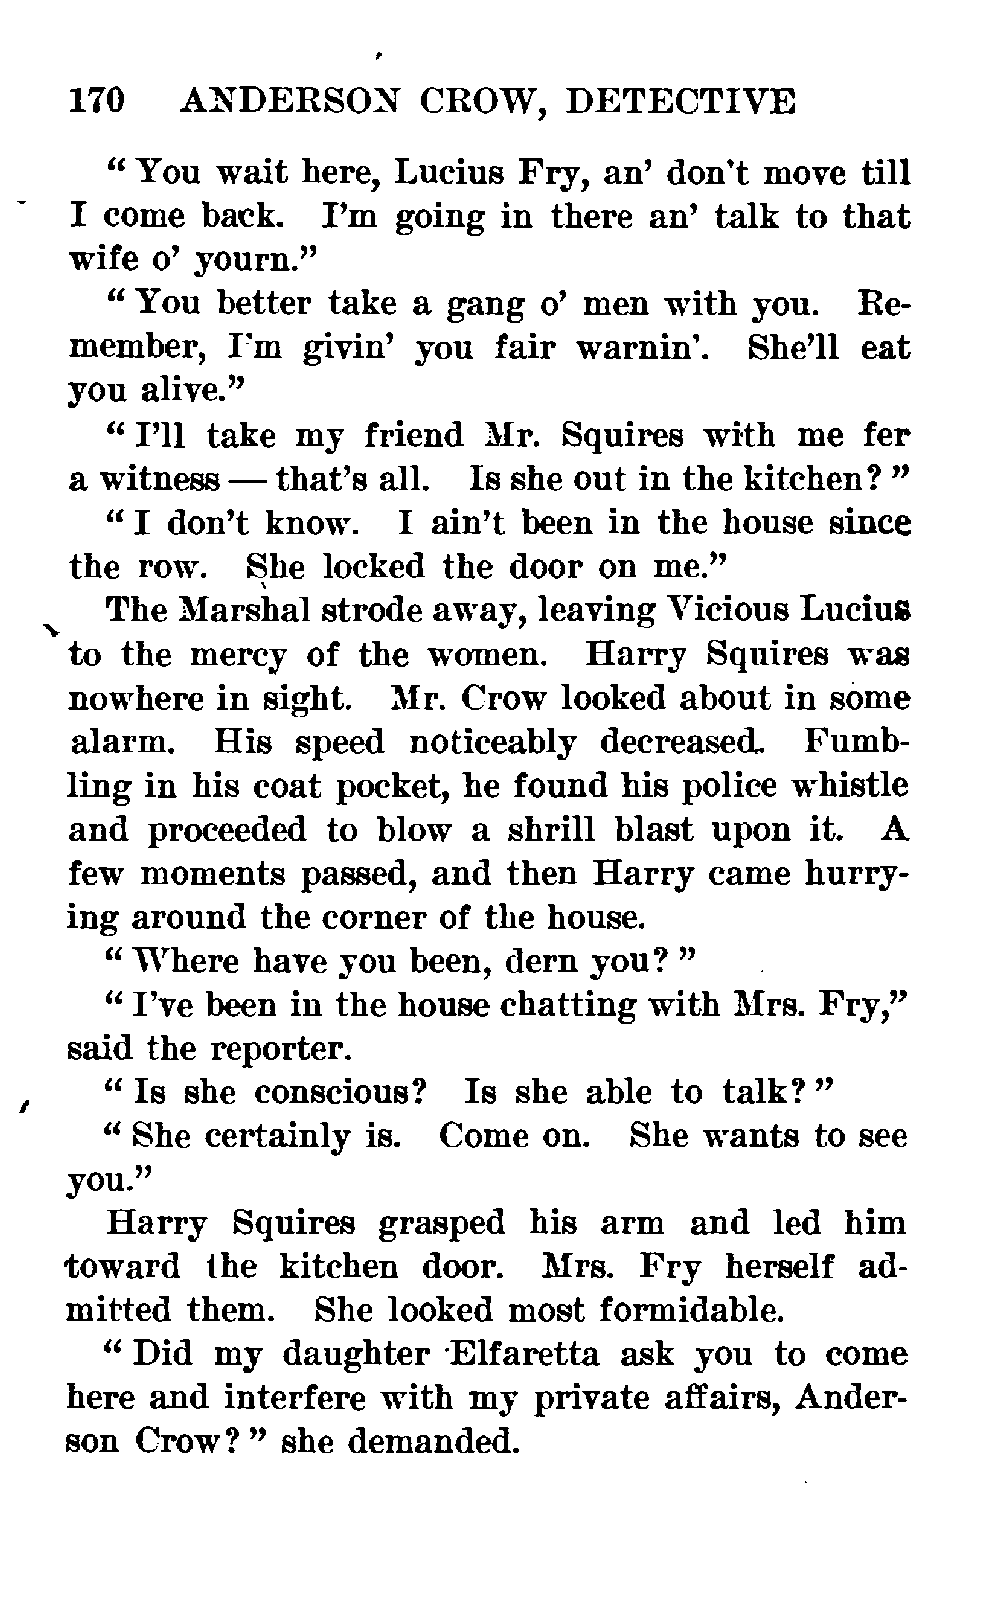 170 ANDERSON CROW, DETECTIVE
“ You wait here, Lucius Fry, an’ don’t move till
I come back. I’m going in there an’ talk to that
wife o’ yourn.”
“ You better take a gang o’ men with you. Re-
member, I’m givin’ you fair warnin’. She’ll eat
you alive.”
“ I’ll take my friend Mr. Squires with me fer
a witness — that’s all. Is she out in the kitchen? ”
“ I don’t know. I ain’t been in the house since
the row. She locked the door on me.”
The Marshal strode away, leaving Vicious Lucius
to the mercy of the women. Harry Squires was
nowhere in sight. Mr. Crow looked about in some
alarm. His speed noticeably decreased. Fumb-
ling in his coat pocket, he found his police whistle
and proceeded to blow a shrill blast upon it. A
few moments passed, and then Harry came hurry-
ing around the corner of the house.
“ Where have you been, dern you? ”
“ I’ve been in the house chatting with Mrs. Fry,”
said the reporter.
“ Is she conscious? Is she able to talk? ”
“ She certainly is. Come on. She wants to see
you.”
Harry Squires grasped his arm and led him
toward the kitchen door. Mrs. Fry herself ad-
mitted them. She looked most formidable.
“ Did my daughter Elfaretta ask you to come
here and interfere with my private affairs, Ander-
son Crow? ” she demanded.